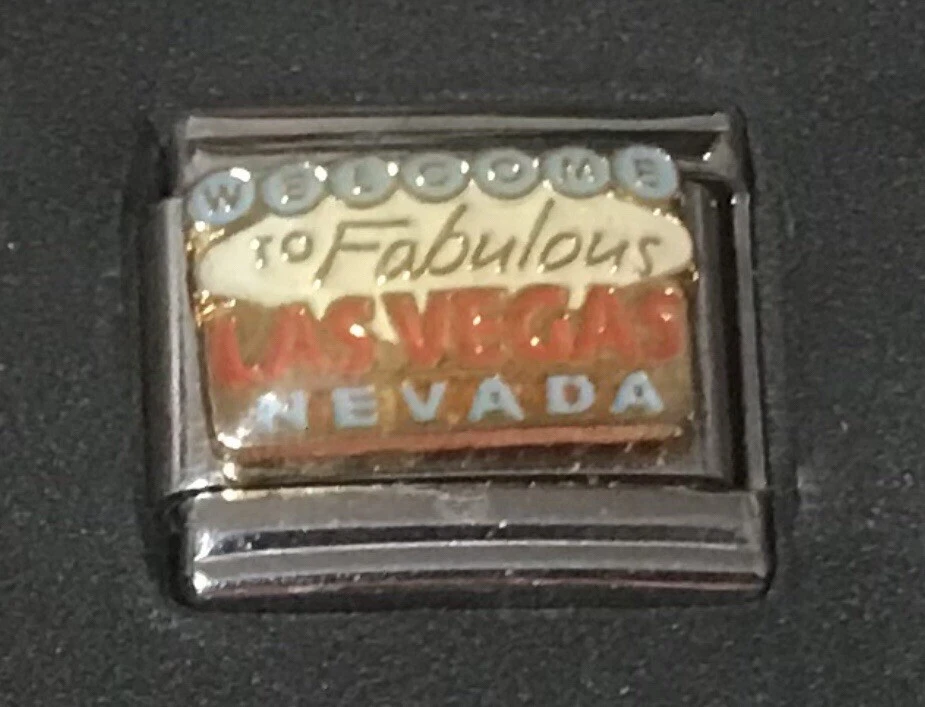 WELCOME
TO Fabulous
LAS VEGAS
NEVADA